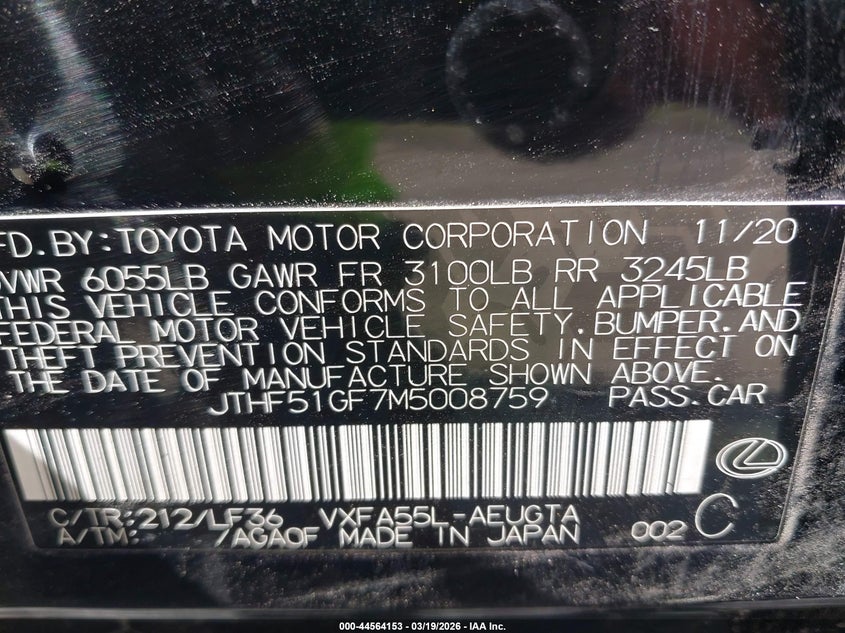 FD.BY:TOYOTA MOTOR CORPORATION 11/20
VWR 6055LB GAWR FR 3100LB RR 3245LB
THIS VEHICLE CONFORMS TO ALL APPLICABLE
FEDERAL MOTOR VEHICLE SAFETY,BUMPER,AND
THEFT PREVENTION STANDARDS IN EFFECT ON
THE DATE OF MANUFACTURE SHOWN ABOVE.
JTHF51GF7M5008759 PASS.CAR
C/TR:212/LF36 VXFA55L-AEUGTA
A/TM:- /AGA0F MADE IN JAPAN 002 C
000-44564153 — 03/19/2026 — IAA Inc.